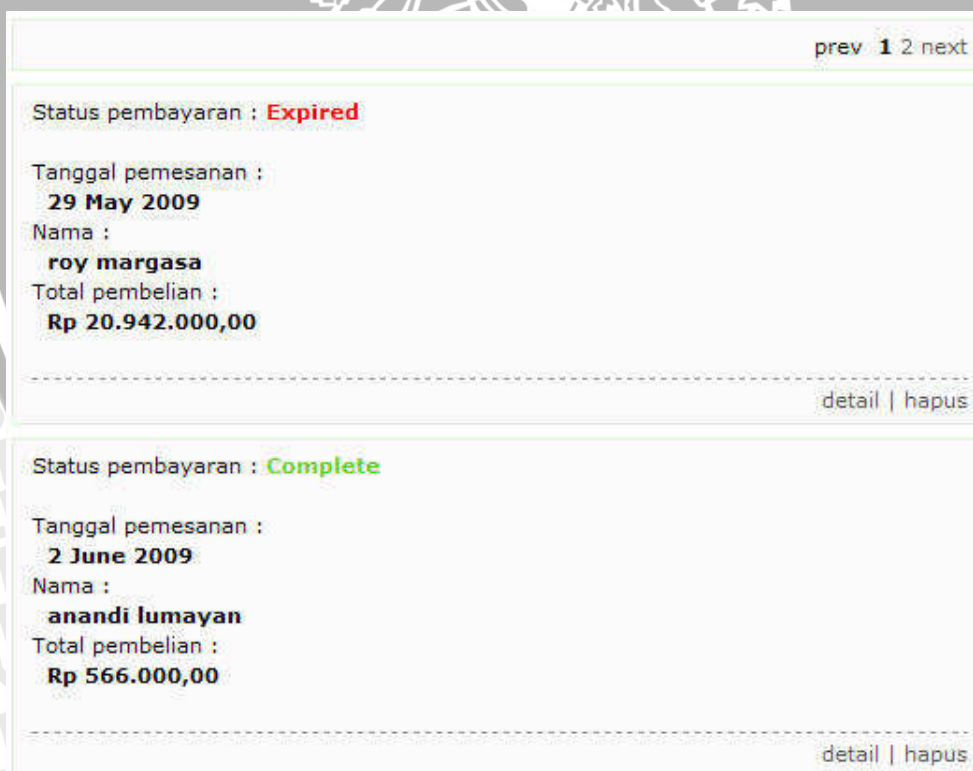 prev 1 2 next
Status pembayaran : Expired
Tanggal pemesanan :
29 May 2009
Nama :
roy margasa
Total pembelian :
Rp 20.942.000,00
detail | hapus
Status pembayaran : Complete
Tanggal pemesanan :
2 June 2009
Nama :
anandi lumayan
Total pembelian :
Rp 566.000,00
detail | hapus